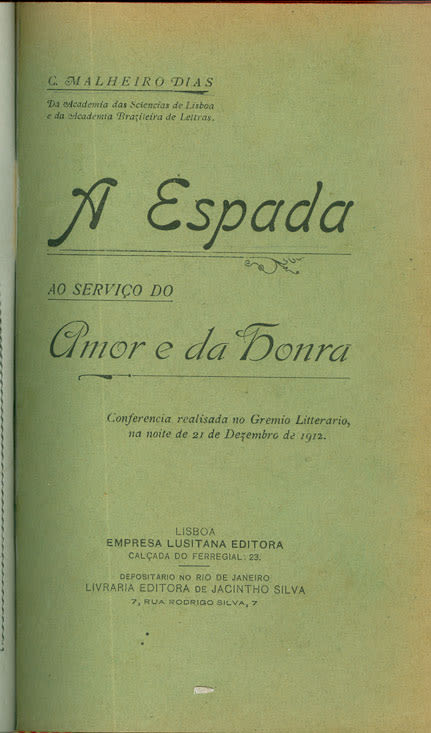 C. MALHEIRO DIAS
Da Academia das Sciencias de Lisboa
e da Academia Brazileira de Lettras.
A Espada
AO SERVIÇO DO
Amor e da Honra
Conferencia realisada no Gremio Litterario,
na noite de 21 de Dezembro de 1912.
LISBOA
EMPRESA LUSITANA EDITORA
CALÇADA DO FERREGIAL: 23.
DEPOSITARIO NO RIO DE JANEIRO
LIVRARIA EDITORA DE JACINTHO SILVA
7, RUA RODRIGO SILVA, 7